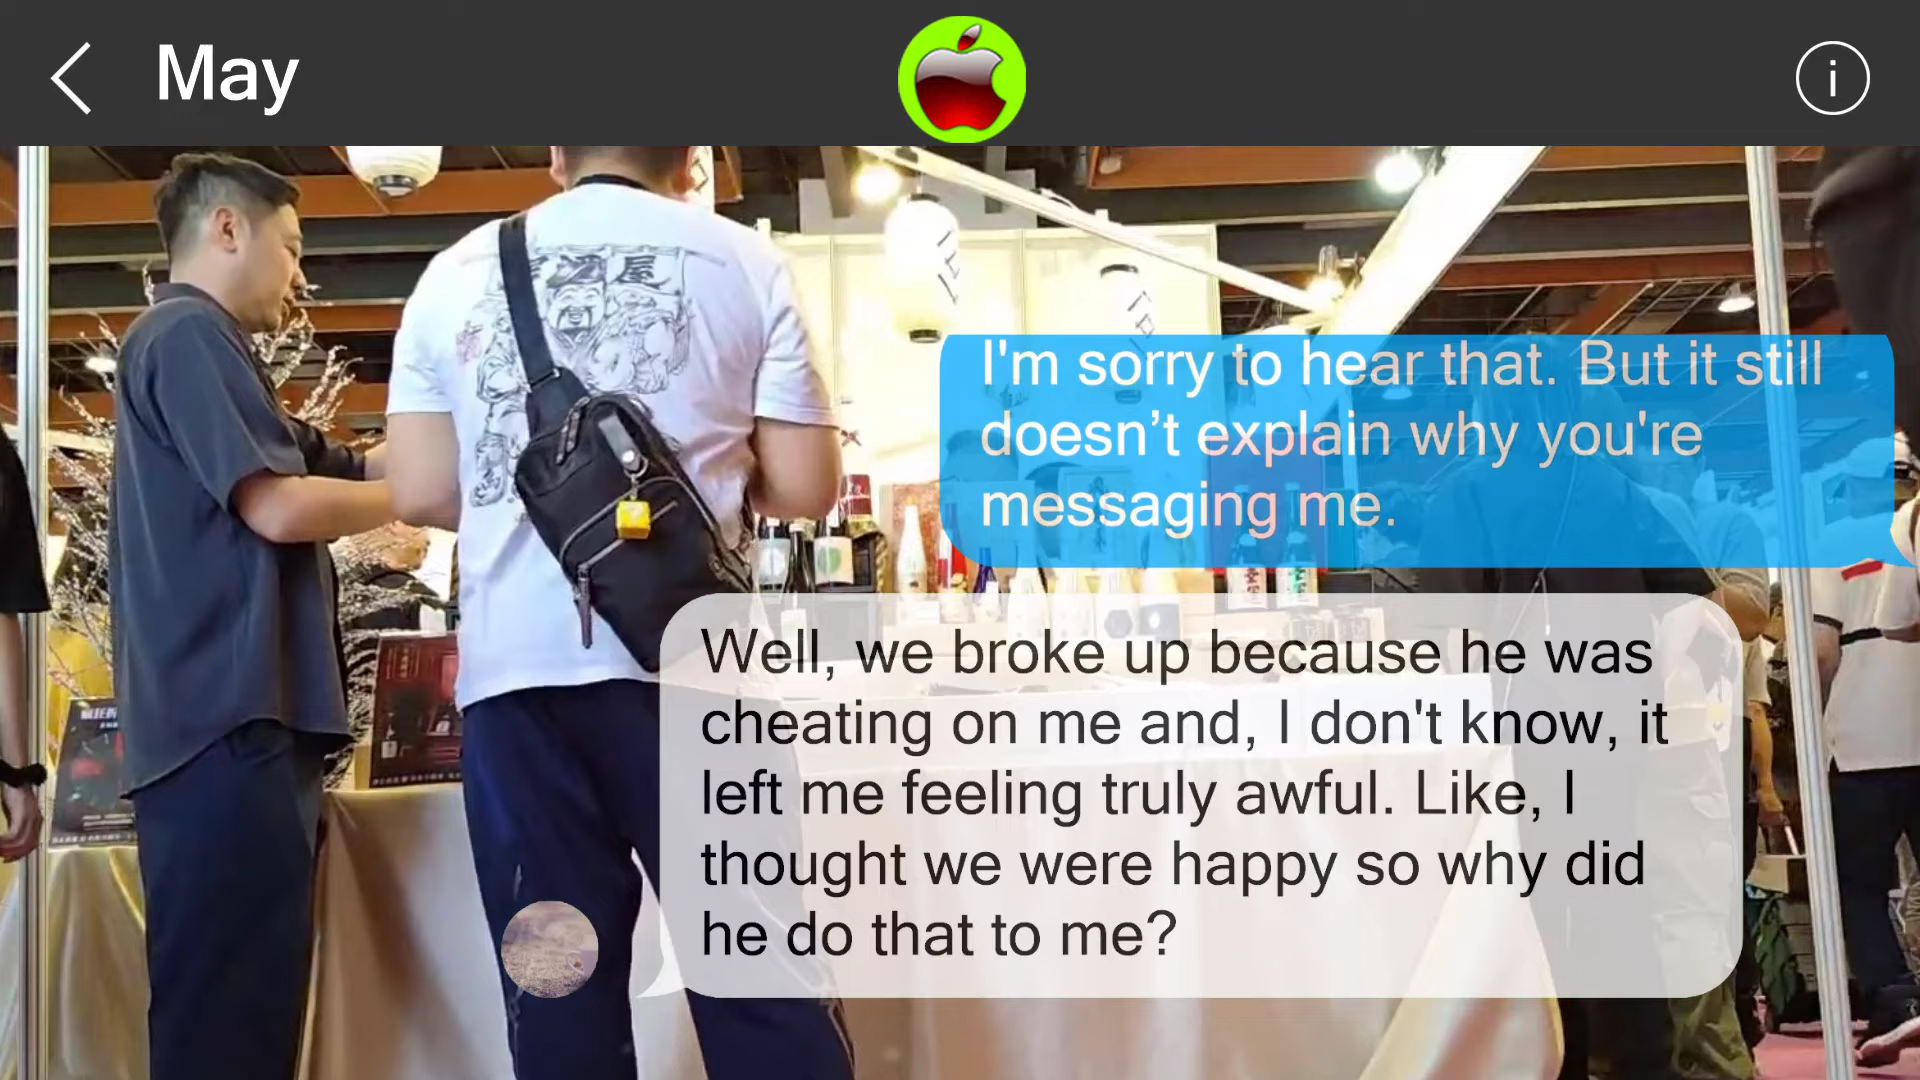 May
i
酒屋
I'm sorry to hear that. But it still
doesn’t explain why you're
messaging me.
Well, we broke up because he was
cheating on me and, I don't know, it
left me feeling truly awful. Like, I
thought we were happy so why did
he do that to me?